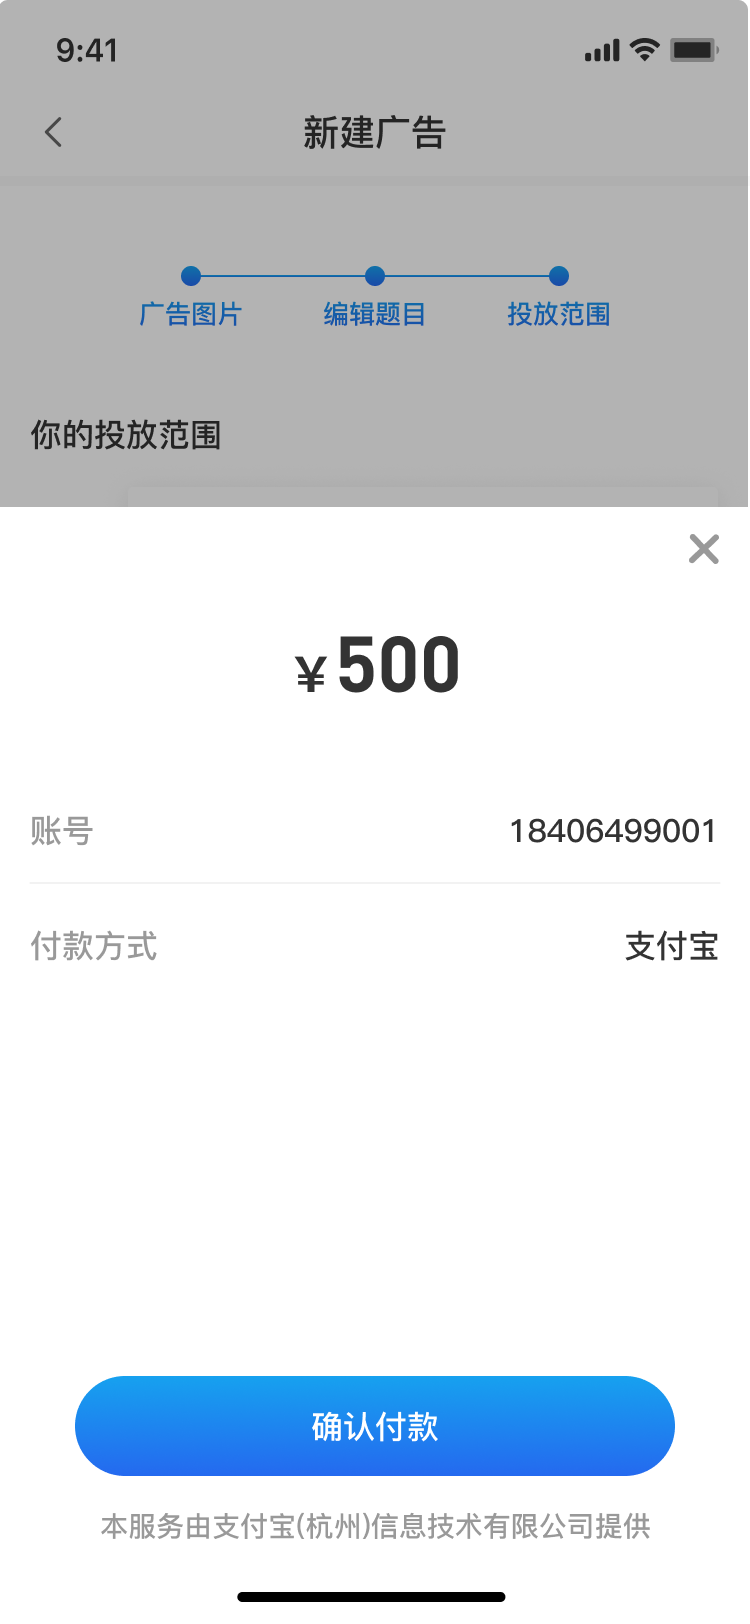 9:41
新建广告
广告图片 编辑题目 投放范围
你的投放范围
¥500
账号 18406499001
付款方式 支付宝
确认付款
本服务由支付宝(杭州)信息技术有限公司提供